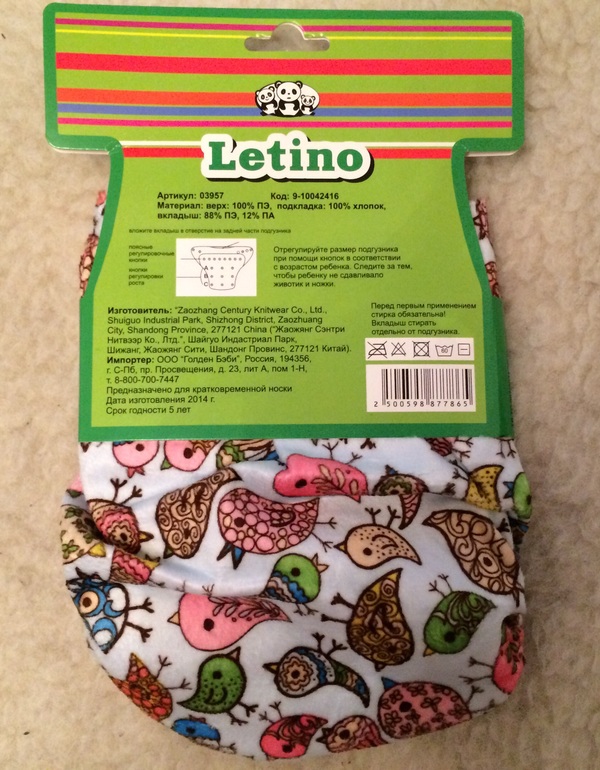 Letino
Артикул: 03957 Код: 9-10042416
Материал: верх: 100% ПЭ, подкладка: 100% хлопок,
вкладыш: 88% ПЭ, 12% ПА
вложите вкладыш в отверстие на задней части подгузника
поясные
регулировочные
кнопки
кнопки
регулировки
роста
A
B
C
Отрегулируйте размер подгузника
при помощи кнопок в соответствии
с возрастом ребенка. Следите за тем,
чтобы ребенку не сдавливало
животик и ножки.
Изготовитель: "Zaozhang Century Knitwear Co., Ltd.,
Shuiguo Industrial Park, Shizhong District, Zaozhuang
City, Shandong Province, 277121 China ("Жаожянг Сэнтри
Нитвээр Ко., Лтд.", Шайгуо Индастриал Парк,
Шижанг, Жаожянг Сити, Шандонг Провинс, 277121 Китай).
Импортер: ООО "Голден Бэби", Россия, 194356,
г. С-Пб, пр. Просвещения, д. 23, лит А, пом 1-Н,
т. 8-800-700-7447
Предназначено для кратковременной носки
Дата изготовления 2014 г.
Срок годности 5 лет
Перед первым применением
стирка обязательна!
Вкладыш стирать
отдельно от подгузника.
60
2 500598 877865